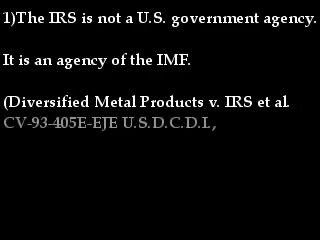 1)The IRS is not a U.S. government agency.
It is an agency of the IMF.
(Diversified Metal Products v. IRS et al.
CV-93-405E-EJE U.S.D.C.D.I.,